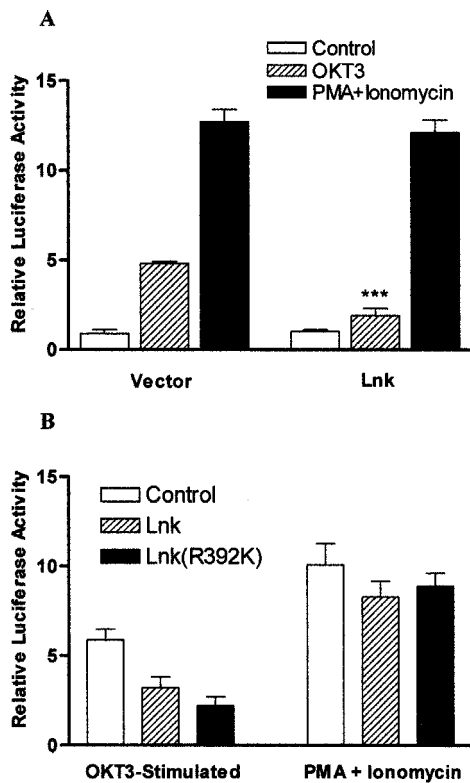 A
Control
OKT3
PMA+Ionomycin
Relative Luciferase Activity
15
10
5
0
***
Vector Lnk
B
Control
Lnk
Lnk(R392K)
Relative Luciferase Activity
15
10
5
0
OKT3-Stimulated PMA + Ionomycin